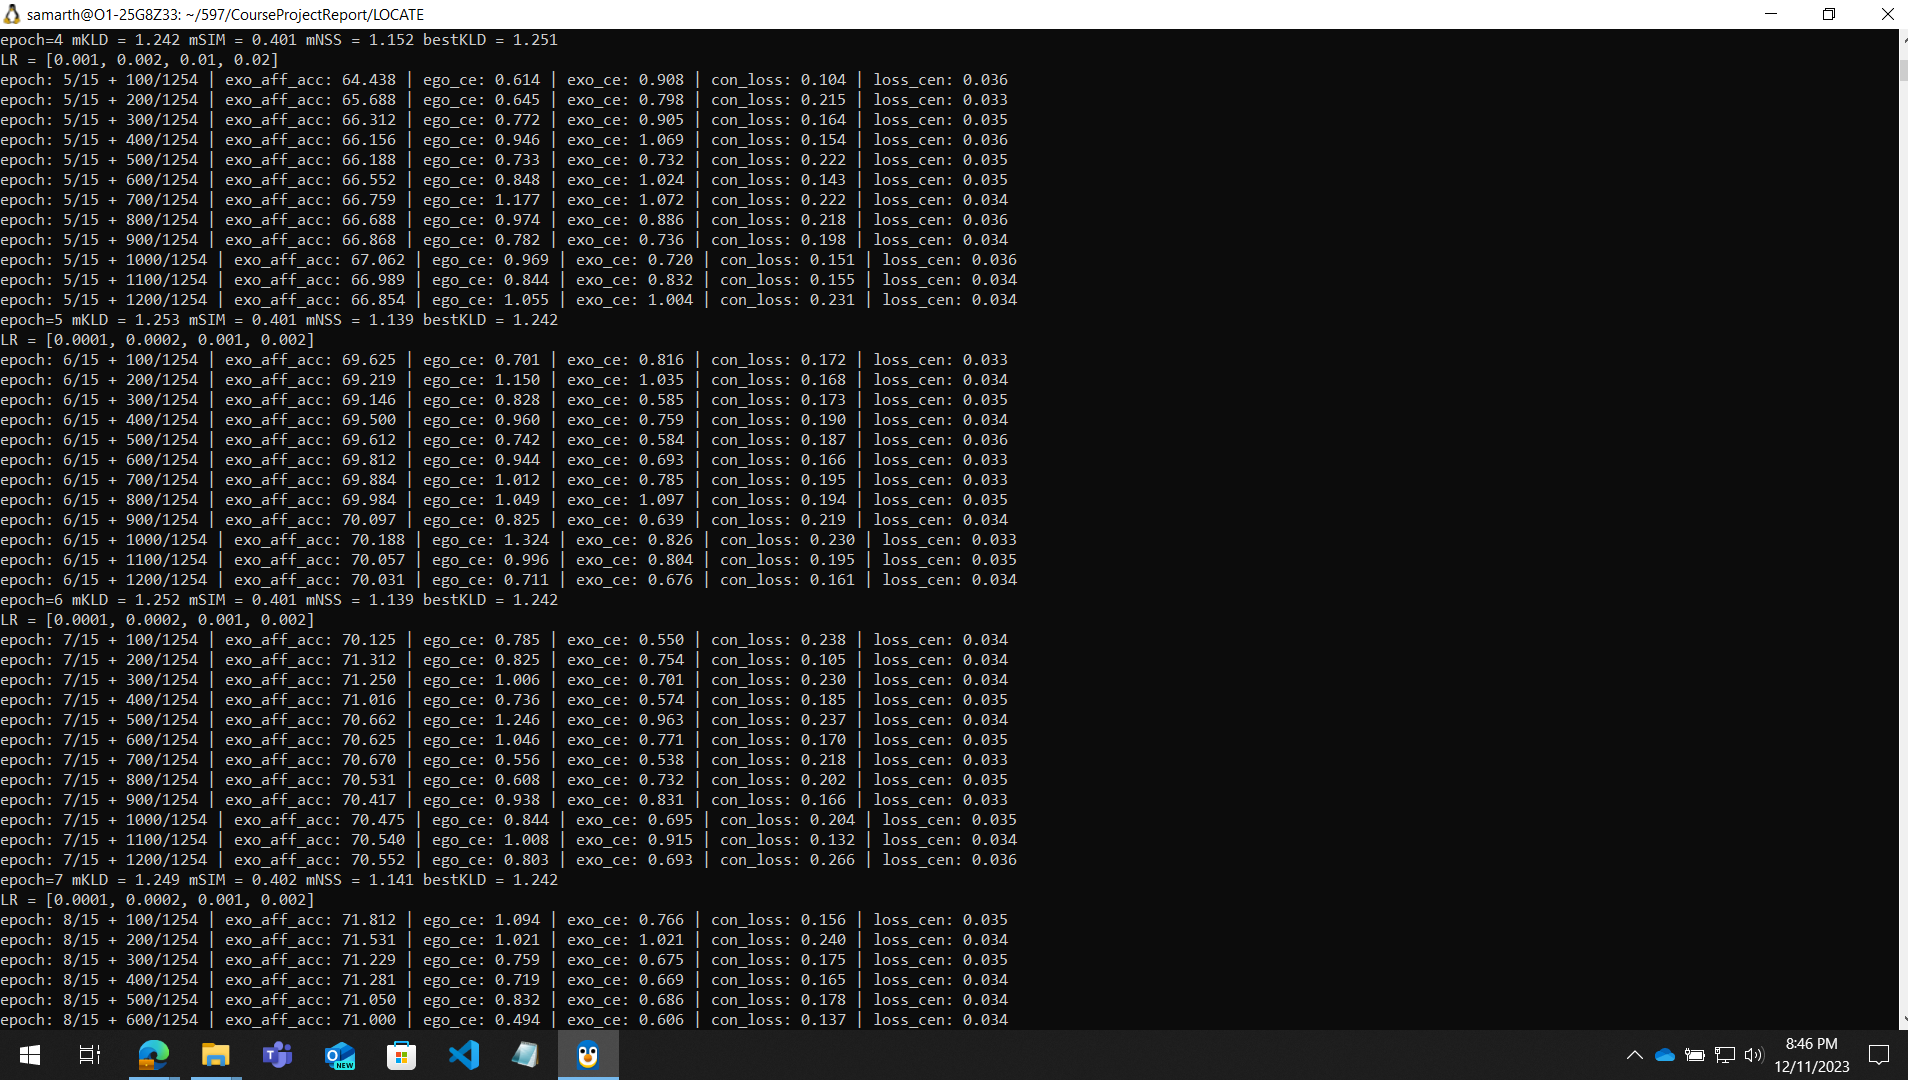 samarth@O1-25G8Z33: ~/597/CourseProjectReport/LOCATE
epoch=4 mKLD = 1.242 mSIM = 0.401 mNSS = 1.152 bestKLD = 1.251
LR = [0.001, 0.002, 0.01, 0.02]
epoch: 5/15 + 100/1254 | exo_aff_acc: 64.438 | ego_ce: 0.614 | exo_ce: 0.908 | con_loss: 0.104 | loss_cen: 0.036
epoch: 5/15 + 200/1254 | exo_aff_acc: 65.688 | ego_ce: 0.645 | exo_ce: 0.798 | con_loss: 0.215 | loss_cen: 0.033
epoch: 5/15 + 300/1254 | exo_aff_acc: 66.312 | ego_ce: 0.772 | exo_ce: 0.905 | con_loss: 0.164 | loss_cen: 0.035
epoch: 5/15 + 400/1254 | exo_aff_acc: 66.156 | ego_ce: 0.946 | exo_ce: 1.069 | con_loss: 0.154 | loss_cen: 0.036
epoch: 5/15 + 500/1254 | exo_aff_acc: 66.188 | ego_ce: 0.733 | exo_ce: 0.732 | con_loss: 0.222 | loss_cen: 0.035
epoch: 5/15 + 600/1254 | exo_aff_acc: 66.552 | ego_ce: 0.848 | exo_ce: 1.024 | con_loss: 0.143 | loss_cen: 0.035
epoch: 5/15 + 700/1254 | exo_aff_acc: 66.759 | ego_ce: 1.177 | exo_ce: 1.072 | con_loss: 0.222 | loss_cen: 0.034
epoch: 5/15 + 800/1254 | exo_aff_acc: 66.688 | ego_ce: 0.974 | exo_ce: 0.886 | con_loss: 0.218 | loss_cen: 0.036
epoch: 5/15 + 900/1254 | exo_aff_acc: 66.868 | ego_ce: 0.782 | exo_ce: 0.736 | con_loss: 0.198 | loss_cen: 0.034
epoch: 5/15 + 1000/1254 | exo_aff_acc: 67.062 | ego_ce: 0.969 | exo_ce: 0.720 | con_loss: 0.151 | loss_cen: 0.036
epoch: 5/15 + 1100/1254 | exo_aff_acc: 66.989 | ego_ce: 0.844 | exo_ce: 0.832 | con_loss: 0.155 | loss_cen: 0.034
epoch: 5/15 + 1200/1254 | exo_aff_acc: 66.854 | ego_ce: 1.055 | exo_ce: 1.004 | con_loss: 0.231 | loss_cen: 0.034
epoch=5 mKLD = 1.253 mSIM = 0.401 mNSS = 1.139 bestKLD = 1.242
LR = [0.0001, 0.0002, 0.001, 0.002]
epoch: 6/15 + 100/1254 | exo_aff_acc: 69.625 | ego_ce: 0.701 | exo_ce: 0.816 | con_loss: 0.172 | loss_cen: 0.033
epoch: 6/15 + 200/1254 | exo_aff_acc: 69.219 | ego_ce: 1.150 | exo_ce: 1.035 | con_loss: 0.168 | loss_cen: 0.034
epoch: 6/15 + 300/1254 | exo_aff_acc: 69.146 | ego_ce: 0.828 | exo_ce: 0.585 | con_loss: 0.173 | loss_cen: 0.035
epoch: 6/15 + 400/1254 | exo_aff_acc: 69.500 | ego_ce: 0.960 | exo_ce: 0.759 | con_loss: 0.190 | loss_cen: 0.034
epoch: 6/15 + 500/1254 | exo_aff_acc: 69.612 | ego_ce: 0.742 | exo_ce: 0.584 | con_loss: 0.187 | loss_cen: 0.036
epoch: 6/15 + 600/1254 | exo_aff_acc: 69.812 | ego_ce: 0.944 | exo_ce: 0.693 | con_loss: 0.166 | loss_cen: 0.033
epoch: 6/15 + 700/1254 | exo_aff_acc: 69.884 | ego_ce: 1.012 | exo_ce: 0.785 | con_loss: 0.195 | loss_cen: 0.033
epoch: 6/15 + 800/1254 | exo_aff_acc: 69.984 | ego_ce: 1.049 | exo_ce: 1.097 | con_loss: 0.194 | loss_cen: 0.035
epoch: 6/15 + 900/1254 | exo_aff_acc: 70.097 | ego_ce: 0.825 | exo_ce: 0.639 | con_loss: 0.219 | loss_cen: 0.034
epoch: 6/15 + 1000/1254 | exo_aff_acc: 70.188 | ego_ce: 1.324 | exo_ce: 0.826 | con_loss: 0.230 | loss_cen: 0.033
epoch: 6/15 + 1100/1254 | exo_aff_acc: 70.057 | ego_ce: 0.996 | exo_ce: 0.804 | con_loss: 0.195 | loss_cen: 0.035
epoch: 6/15 + 1200/1254 | exo_aff_acc: 70.031 | ego_ce: 0.711 | exo_ce: 0.676 | con_loss: 0.161 | loss_cen: 0.034
epoch=6 mKLD = 1.252 mSIM = 0.401 mNSS = 1.139 bestKLD = 1.242
LR = [0.0001, 0.0002, 0.001, 0.002]
epoch: 7/15 + 100/1254 | exo_aff_acc: 70.125 | ego_ce: 0.785 | exo_ce: 0.550 | con_loss: 0.238 | loss_cen: 0.034
epoch: 7/15 + 200/1254 | exo_aff_acc: 71.312 | ego_ce: 0.825 | exo_ce: 0.754 | con_loss: 0.105 | loss_cen: 0.034
epoch: 7/15 + 300/1254 | exo_aff_acc: 71.250 | ego_ce: 1.006 | exo_ce: 0.701 | con_loss: 0.230 | loss_cen: 0.034
epoch: 7/15 + 400/1254 | exo_aff_acc: 71.016 | ego_ce: 0.736 | exo_ce: 0.574 | con_loss: 0.185 | loss_cen: 0.035
epoch: 7/15 + 500/1254 | exo_aff_acc: 70.662 | ego_ce: 1.246 | exo_ce: 0.963 | con_loss: 0.237 | loss_cen: 0.034
epoch: 7/15 + 600/1254 | exo_aff_acc: 70.625 | ego_ce: 1.046 | exo_ce: 0.771 | con_loss: 0.170 | loss_cen: 0.035
epoch: 7/15 + 700/1254 | exo_aff_acc: 70.670 | ego_ce: 0.556 | exo_ce: 0.538 | con_loss: 0.218 | loss_cen: 0.033
epoch: 7/15 + 800/1254 | exo_aff_acc: 70.531 | ego_ce: 0.608 | exo_ce: 0.732 | con_loss: 0.202 | loss_cen: 0.035
epoch: 7/15 + 900/1254 | exo_aff_acc: 70.417 | ego_ce: 0.938 | exo_ce: 0.831 | con_loss: 0.166 | loss_cen: 0.033
epoch: 7/15 + 1000/1254 | exo_aff_acc: 70.475 | ego_ce: 0.844 | exo_ce: 0.695 | con_loss: 0.204 | loss_cen: 0.035
epoch: 7/15 + 1100/1254 | exo_aff_acc: 70.540 | ego_ce: 1.008 | exo_ce: 0.915 | con_loss: 0.132 | loss_cen: 0.034
epoch: 7/15 + 1200/1254 | exo_aff_acc: 70.552 | ego_ce: 0.803 | exo_ce: 0.693 | con_loss: 0.266 | loss_cen: 0.036
epoch=7 mKLD = 1.249 mSIM = 0.402 mNSS = 1.141 bestKLD = 1.242
LR = [0.0001, 0.0002, 0.001, 0.002]
epoch: 8/15 + 100/1254 | exo_aff_acc: 71.812 | ego_ce: 1.094 | exo_ce: 0.766 | con_loss: 0.156 | loss_cen: 0.035
epoch: 8/15 + 200/1254 | exo_aff_acc: 71.531 | ego_ce: 1.021 | exo_ce: 1.021 | con_loss: 0.240 | loss_cen: 0.034
epoch: 8/15 + 300/1254 | exo_aff_acc: 71.229 | ego_ce: 0.759 | exo_ce: 0.675 | con_loss: 0.175 | loss_cen: 0.035
epoch: 8/15 + 400/1254 | exo_aff_acc: 71.281 | ego_ce: 0.719 | exo_ce: 0.669 | con_loss: 0.165 | loss_cen: 0.034
epoch: 8/15 + 500/1254 | exo_aff_acc: 71.050 | ego_ce: 0.832 | exo_ce: 0.686 | con_loss: 0.178 | loss_cen: 0.034
epoch: 8/15 + 600/1254 | exo_aff_acc: 71.000 | ego_ce: 0.494 | exo_ce: 0.606 | con_loss: 0.137 | loss_cen: 0.034
NEW
8:46 PM
12/11/2023